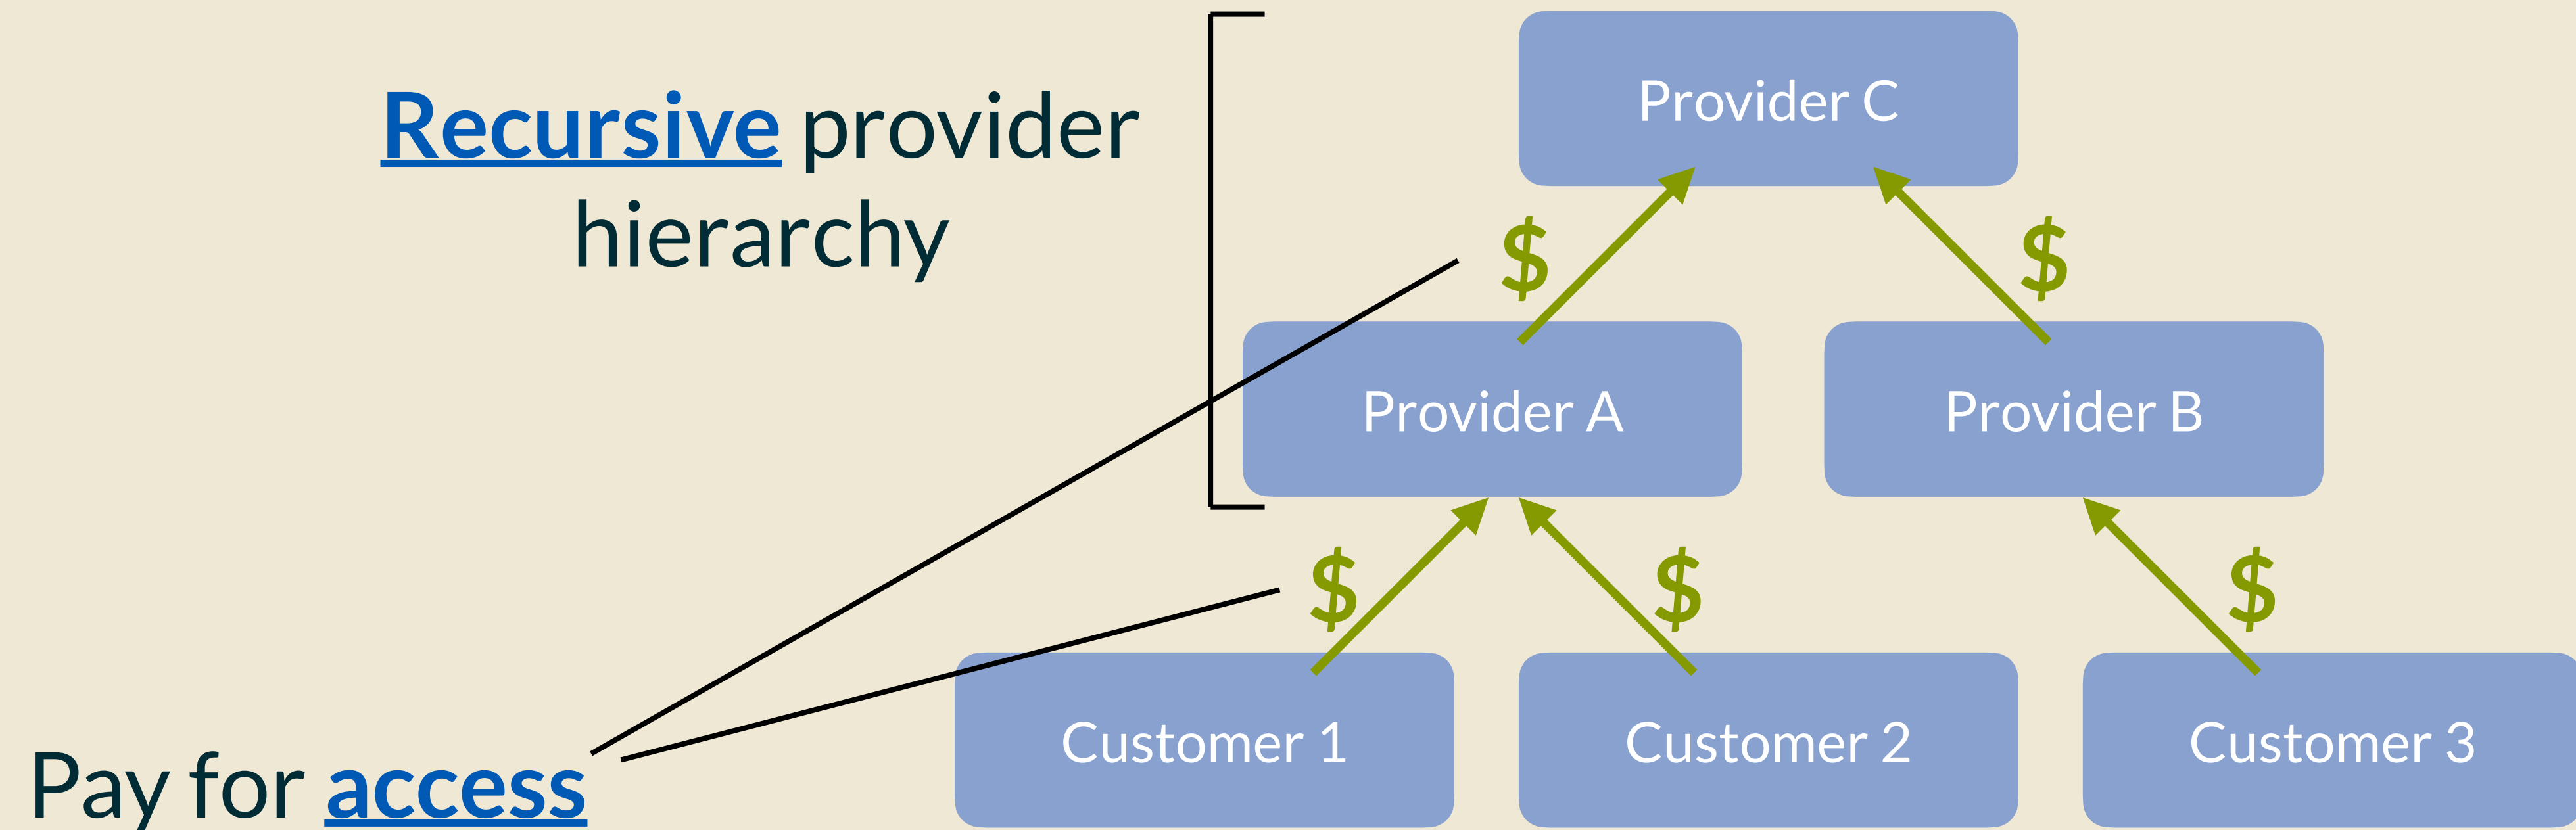 Recursive provider
hierarchy
Provider C
$ $
Provider A Provider B
$ $ $
Customer 1 Customer 2 Customer 3
Pay for access